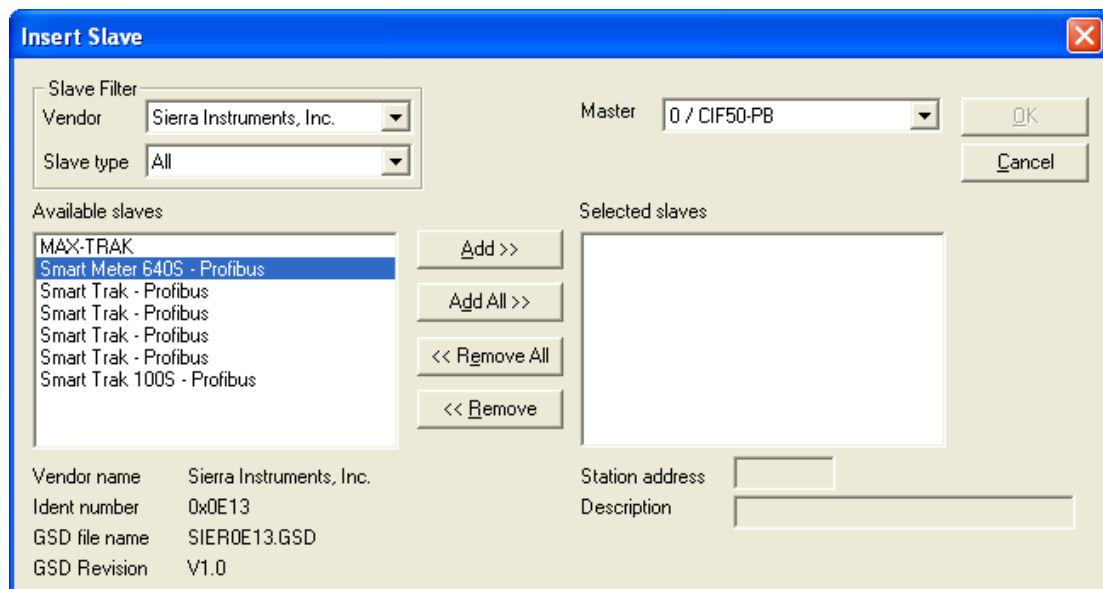 Insert Slave
Slave Filter
Vendor Sierra Instruments, Inc.
Slave type All
Master 0 / CIF50-PB
OK
Cancel
Available slaves
MAX-TRAK
Smart Meter 640S - Profibus
Smart Trak - Profibus
Smart Trak - Profibus
Smart Trak - Profibus
Smart Trak - Profibus
Smart Trak 100S - Profibus
Add >>
Add All >>
<< Remove All
<< Remove
Selected slaves
Vendor name Sierra Instruments, Inc.
Ident number 0x0E13
GSD file name SIER0E13.GSD
GSD Revision V1.0
Station address
Description